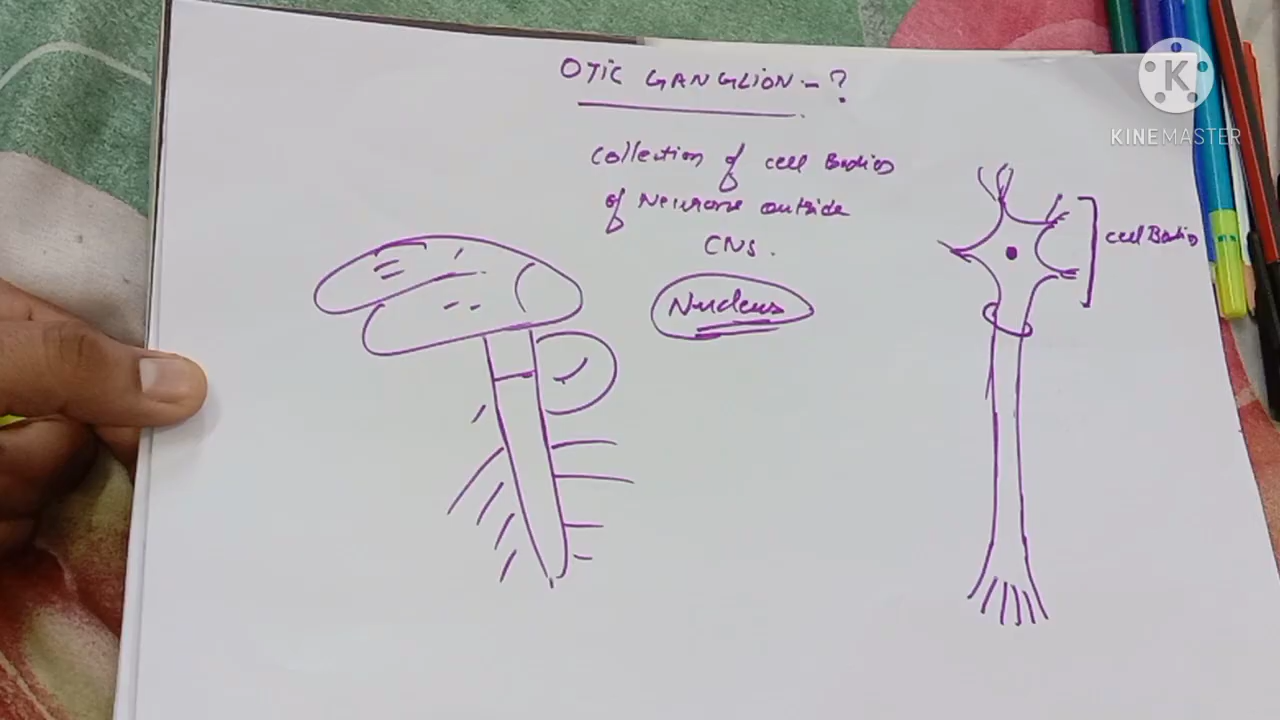 OTIC GANGLION - ?
Collection of cell Bodies
of Neurons outside
CNS.
Nucleus
cell Bodies
K
KINEMASTER